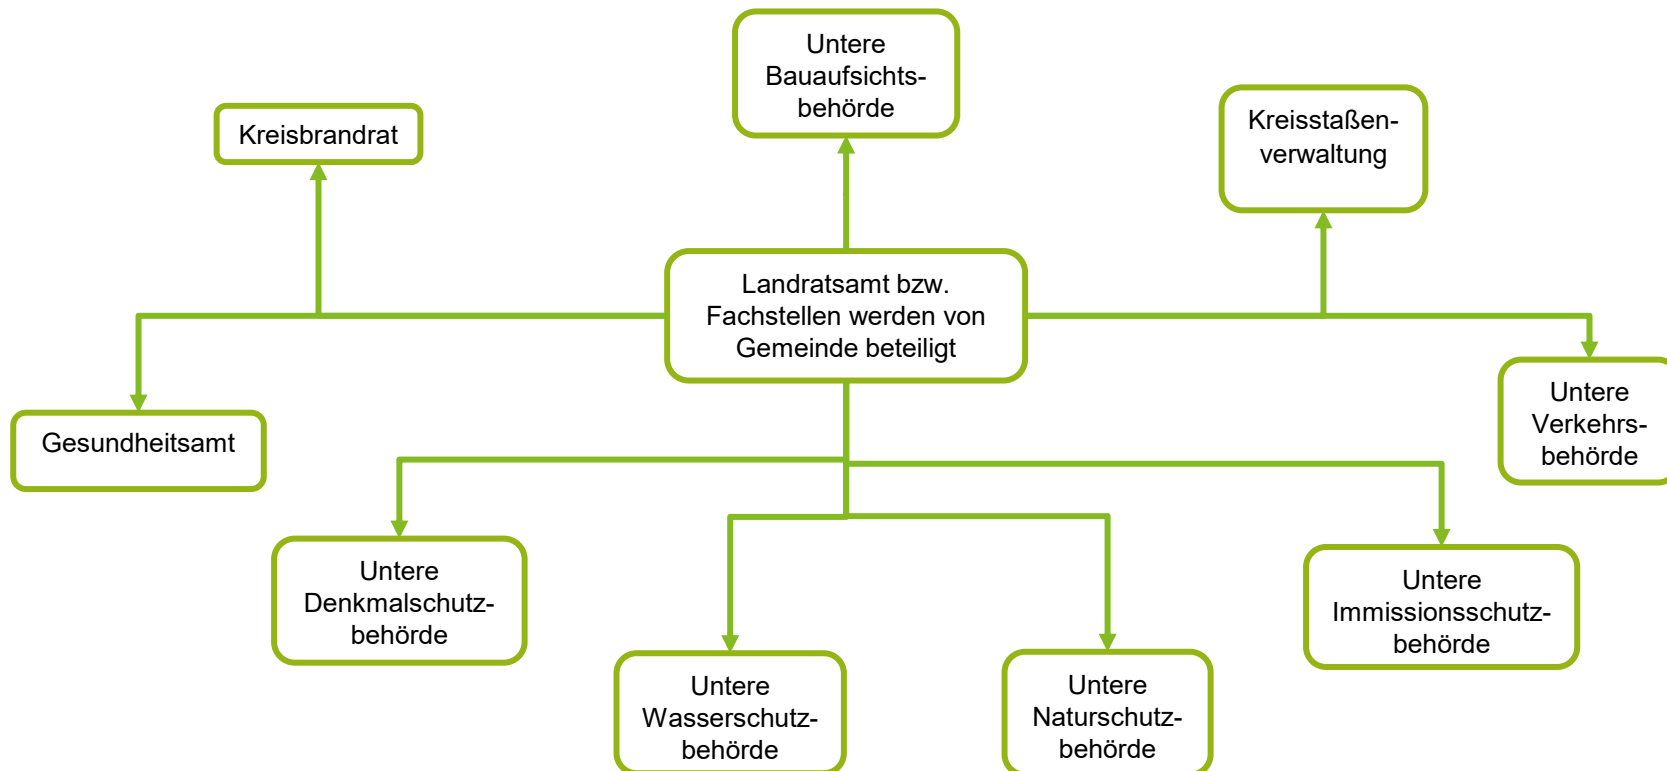 Untere
Bauaufsichts-
behörde
Kreisbrandrat
Kreisstaßen-
verwaltung
Landratsamt bzw.
Fachstellen werden von
Gemeinde beteiligt
Gesundheitsamt
Untere
Verkehrs-
behörde
Untere
Denkmalschutz-
behörde
Untere
Immissionsschutz-
behörde
Untere
Wasserschutz-
behörde
Untere
Naturschutz-
behörde